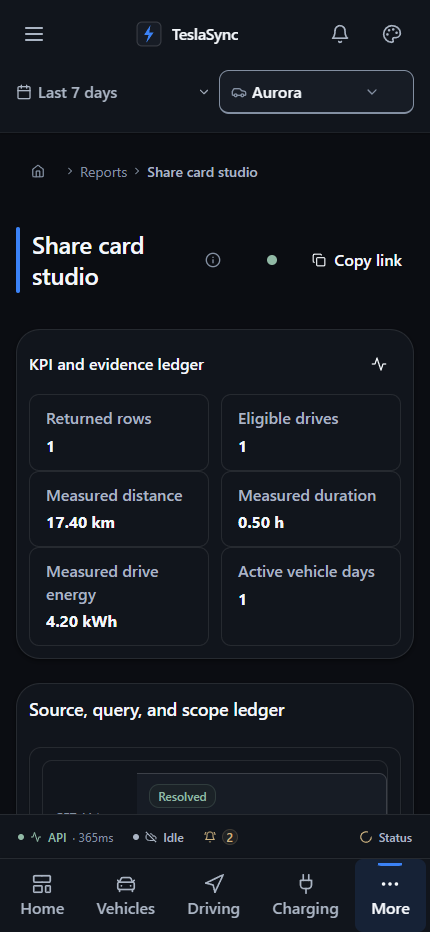 TeslaSync
Last 7 days
Aurora
Reports
Share card studio
Share card
studio
Copy link
KPI and evidence ledger
Returned rows
1
Eligible drives
1
Measured distance
17.40 km
Measured duration
0.50 h
Measured drive
energy
4.20 kWh
Active vehicle days
1
Source, query, and scope ledger
Resolved
API · 365ms
Idle
2
Status
Home
Vehicles
Driving
Charging
More